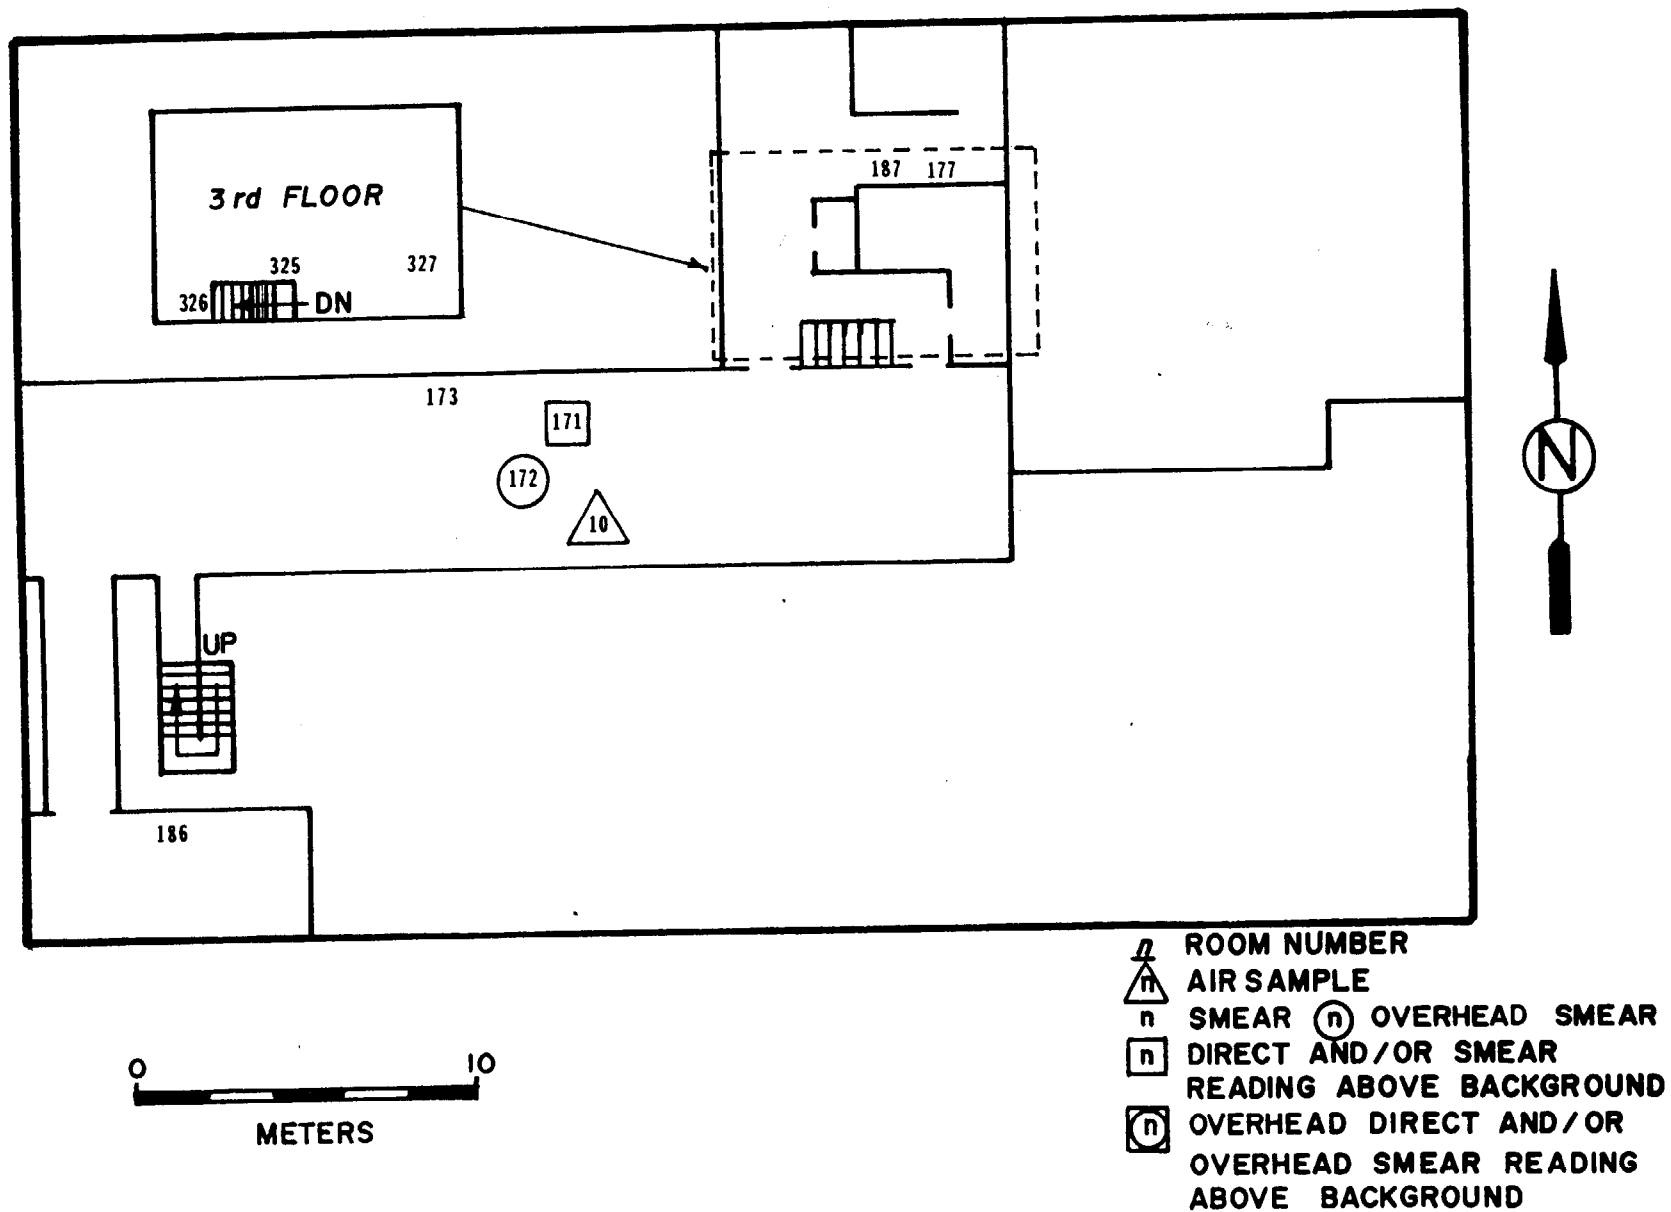 187 177
3rd FLOOR
325 327
326 DN
173
171
172
10
N
UP
186
n ROOM NUMBER
n AIR SAMPLE
n SMEAR n OVERHEAD SMEAR
n DIRECT AND/OR SMEAR
READING ABOVE BACKGROUND
n OVERHEAD DIRECT AND/OR
OVERHEAD SMEAR READING
ABOVE BACKGROUND
0 10
METERS